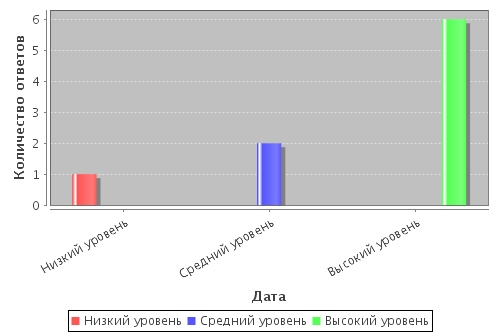 Количество ответов
6
5
4
3
2
1
0
Низкий уровень
Средний уровень
Высокий уровень
Дата
Низкий уровень Средний уровень Высокий уровень